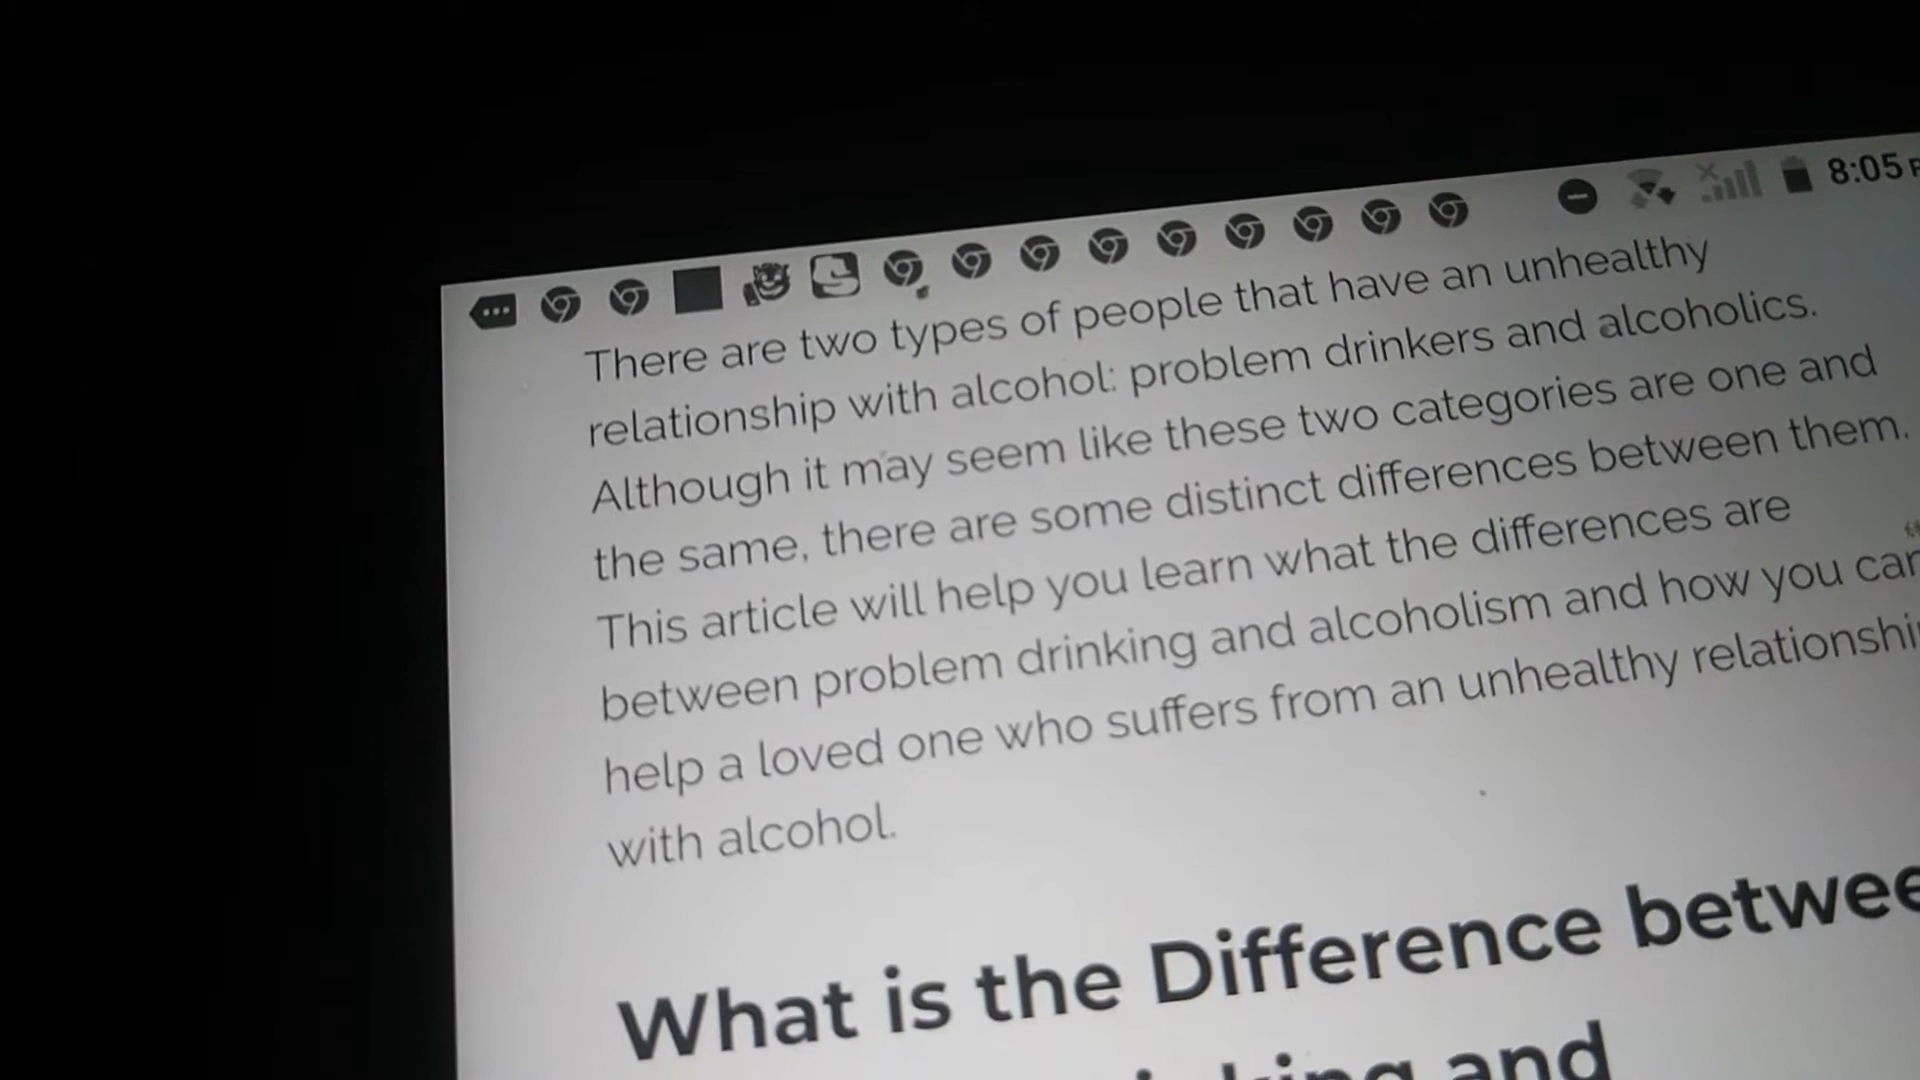 8:05
There are two types of people that have an unhealthy
relationship with alcohol: problem drinkers and alcoholics.
Although it may seem like these two categories are one and
the same, there are some distinct differences between them.
This article will help you learn what the differences are
between problem drinking and alcoholism and how you can
help a loved one who suffers from an unhealthy relationship
with alcohol.
What is the Difference between
and